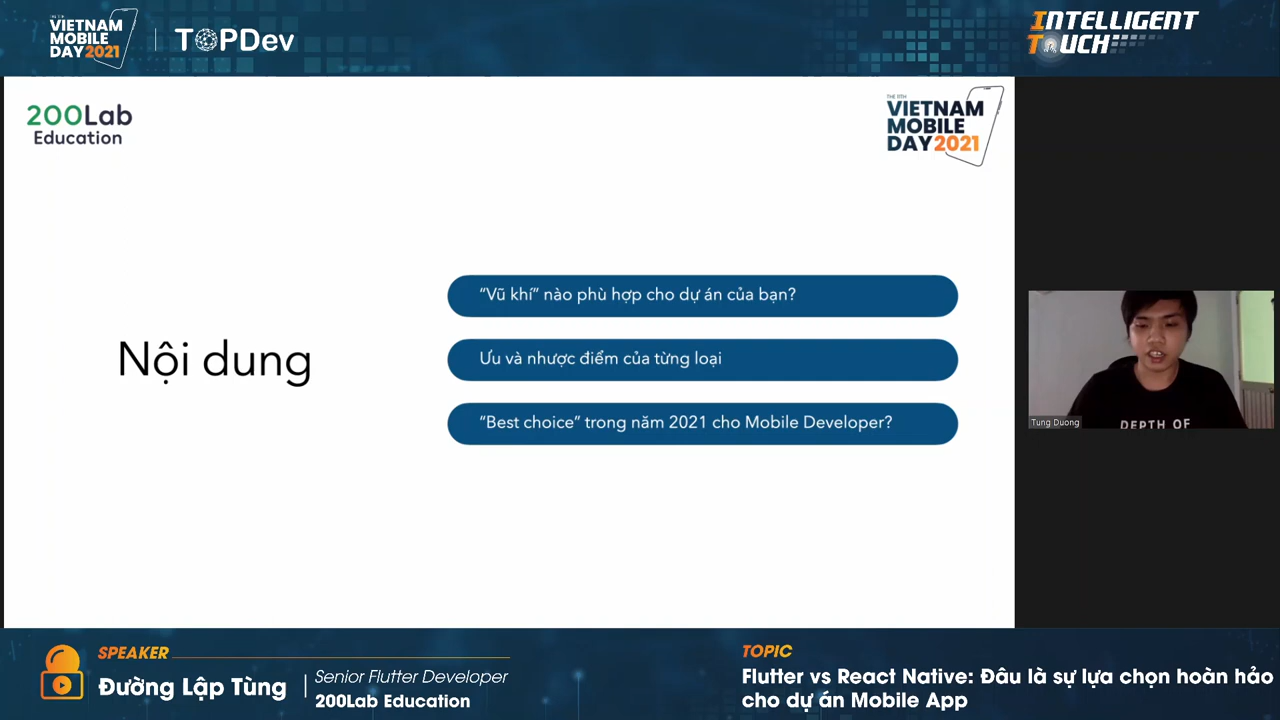 VIETNAM
MOBILE
DAY 2021
TOPDev
INTELLIGENT
TOUCH
200Lab
Education
THE 11TH
VIETNAM
MOBILE
DAY 2021
Nội dung
“Vũ khí” nào phù hợp cho dự án của bạn?
Ưu và nhược điểm của từng loại
“Best choice” trong năm 2021 cho Mobile Developer?
DEPTH OF
Tung Duong
SPEAKER
Đường Lập Tùng
Senior Flutter Developer
200Lab Education
TOPIC
Flutter vs React Native: Đâu là sự lựa chọn hoàn hảo
cho dự án Mobile App